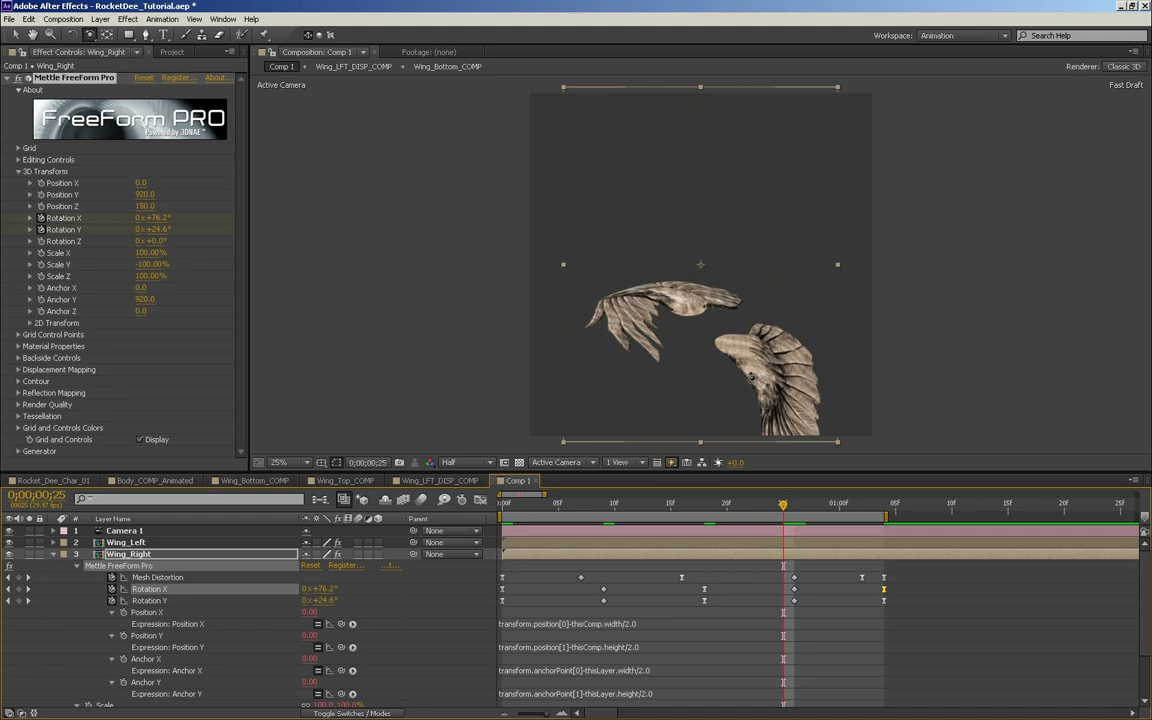 Adobe After Effects - RocketDee_Tutorial.aep *
File Edit Composition Layer Effect Animation View Window Help
Workspace: Animation Search Help
Effect Controls: Wing_Right Project Composition: Comp 1 Footage: (none)
Comp 1 • Wing_Right
Comp 1 Wing_LFT_DISP_COMP Wing_Bottom_COMP Renderer: Classic 3D
Mettle FreeForm Pro Reset Register... About...
Active Camera Fast Draft
About
FreeForm PRO
Powered by 3DNAE™
Grid
Editing Controls
3D Transform
Position X 0.0
Position Y 920.0
Position Z 150.0
Rotation X 0x+76.2°
Rotation Y 0x+24.6°
Rotation Z 0x+0.0°
Scale X 100.00%
Scale Y -100.00%
Scale Z 100.00%
Anchor X 0.0
Anchor Y 920.0
Anchor Z 0.0
2D Transform
Grid Control Points
Material Properties
Backside Controls
Displacement Mapping
Contour
Reflection Mapping
Render Quality
Tessellation
Grid and Controls Colors
Grid and Controls Display
Generator
25% 0;00;00;25 Half Active Camera 1 View +0.0
Rocket_Dee_Char_01 Body_COMP_Animated Wing_Bottom_COMP Wing_Top_COMP Wing_LFT_DISP_COMP Comp 1
0;00;00;25
00025 (29.97 fps)
:00F 05F 10F 15F 20F 01:00F 05F 10F 15F 20F 25F
# Layer Name Parent
1 Camera 1 None
2 Wing_Left None
3 Wing_Right None
Mettle FreeForm Pro Reset Register...
Mesh Distortion
Rotation X 0x+76.2°
Rotation Y 0x+24.6°
Position X 0.00
Expression: Position X transform.position[0]-thisComp.width/2.0
Position Y 0.00
Expression: Position Y transform.position[1]-thisComp.height/2.0
Anchor X 0.00
Expression: Anchor X transform.anchorPoint[0]-thisLayer.width/2.0
Anchor Y 0.00
Expression: Anchor Y transform.anchorPoint[1]-thisLayer.height/2.0
Scale 100.0,100.0%
Toggle Switches / Modes